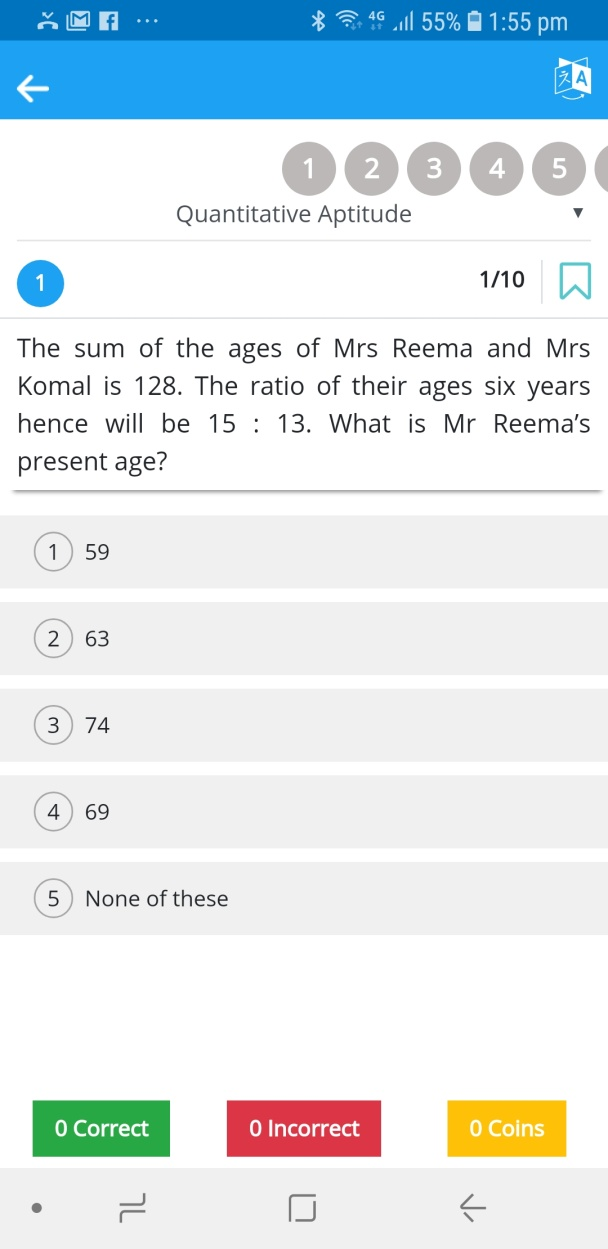 4G 55% 1:55 pm
1 2 3 4 5
Quantitative Aptitude
1 1/10
The sum of the ages of Mrs Reema and Mrs
Komal is 128. The ratio of their ages six years
hence will be 15 : 13. What is Mr Reema’s
present age?
1 59
2 63
3 74
4 69
5 None of these
0 Correct 0 Incorrect 0 Coins